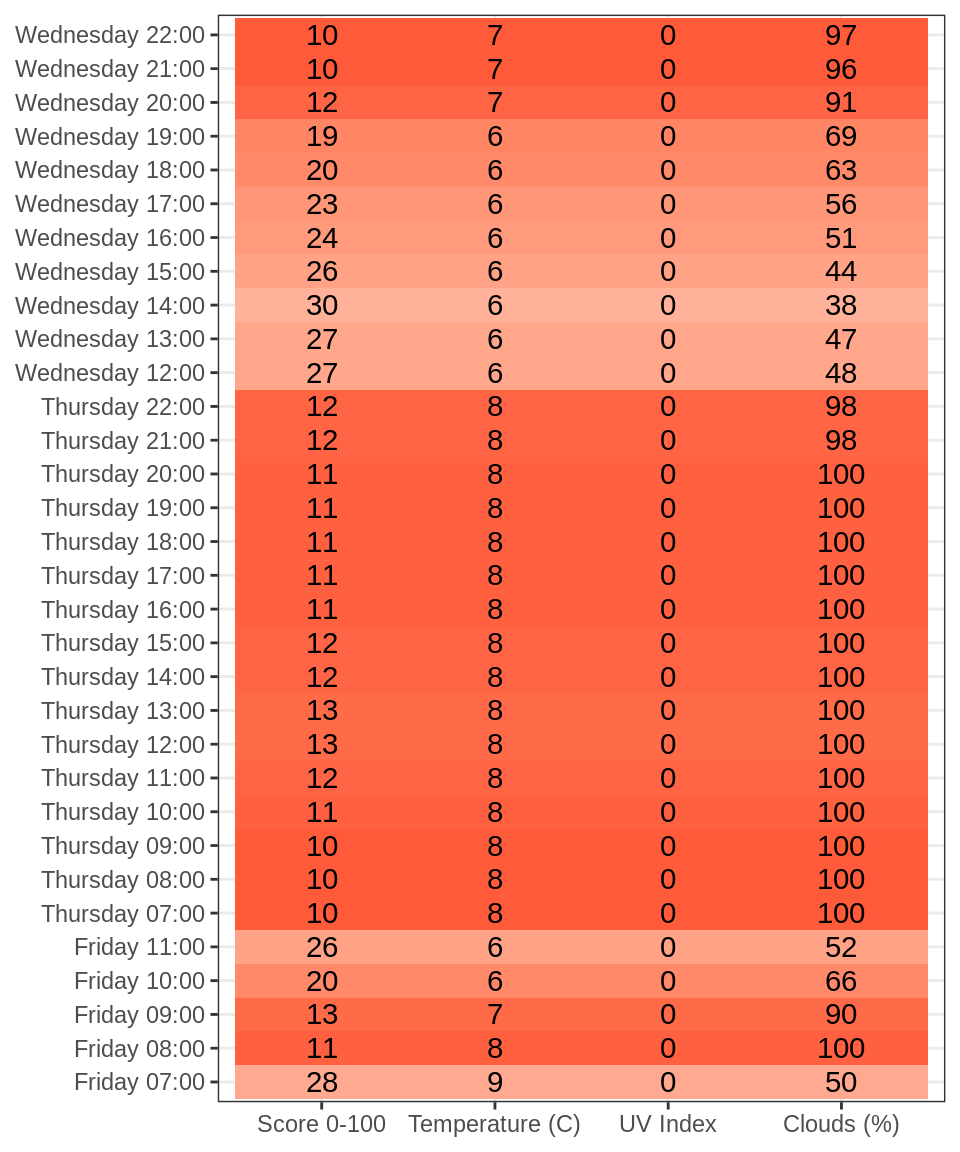 Wednesday 22:00 10 7 0 97
Wednesday 21:00 10 7 0 96
Wednesday 20:00 12 7 0 91
Wednesday 19:00 19 6 0 69
Wednesday 18:00 20 6 0 63
Wednesday 17:00 23 6 0 56
Wednesday 16:00 24 6 0 51
Wednesday 15:00 26 6 0 44
Wednesday 14:00 30 6 0 38
Wednesday 13:00 27 6 0 47
Wednesday 12:00 27 6 0 48
Thursday 22:00 12 8 0 98
Thursday 21:00 12 8 0 98
Thursday 20:00 11 8 0 100
Thursday 19:00 11 8 0 100
Thursday 18:00 11 8 0 100
Thursday 17:00 11 8 0 100
Thursday 16:00 11 8 0 100
Thursday 15:00 12 8 0 100
Thursday 14:00 12 8 0 100
Thursday 13:00 13 8 0 100
Thursday 12:00 13 8 0 100
Thursday 11:00 12 8 0 100
Thursday 10:00 11 8 0 100
Thursday 09:00 10 8 0 100
Thursday 08:00 10 8 0 100
Thursday 07:00 10 8 0 100
Friday 11:00 26 6 0 52
Friday 10:00 20 6 0 66
Friday 09:00 13 7 0 90
Friday 08:00 11 8 0 100
Friday 07:00 28 9 0 50
Score 0-100 Temperature (C) UV Index Clouds (%)